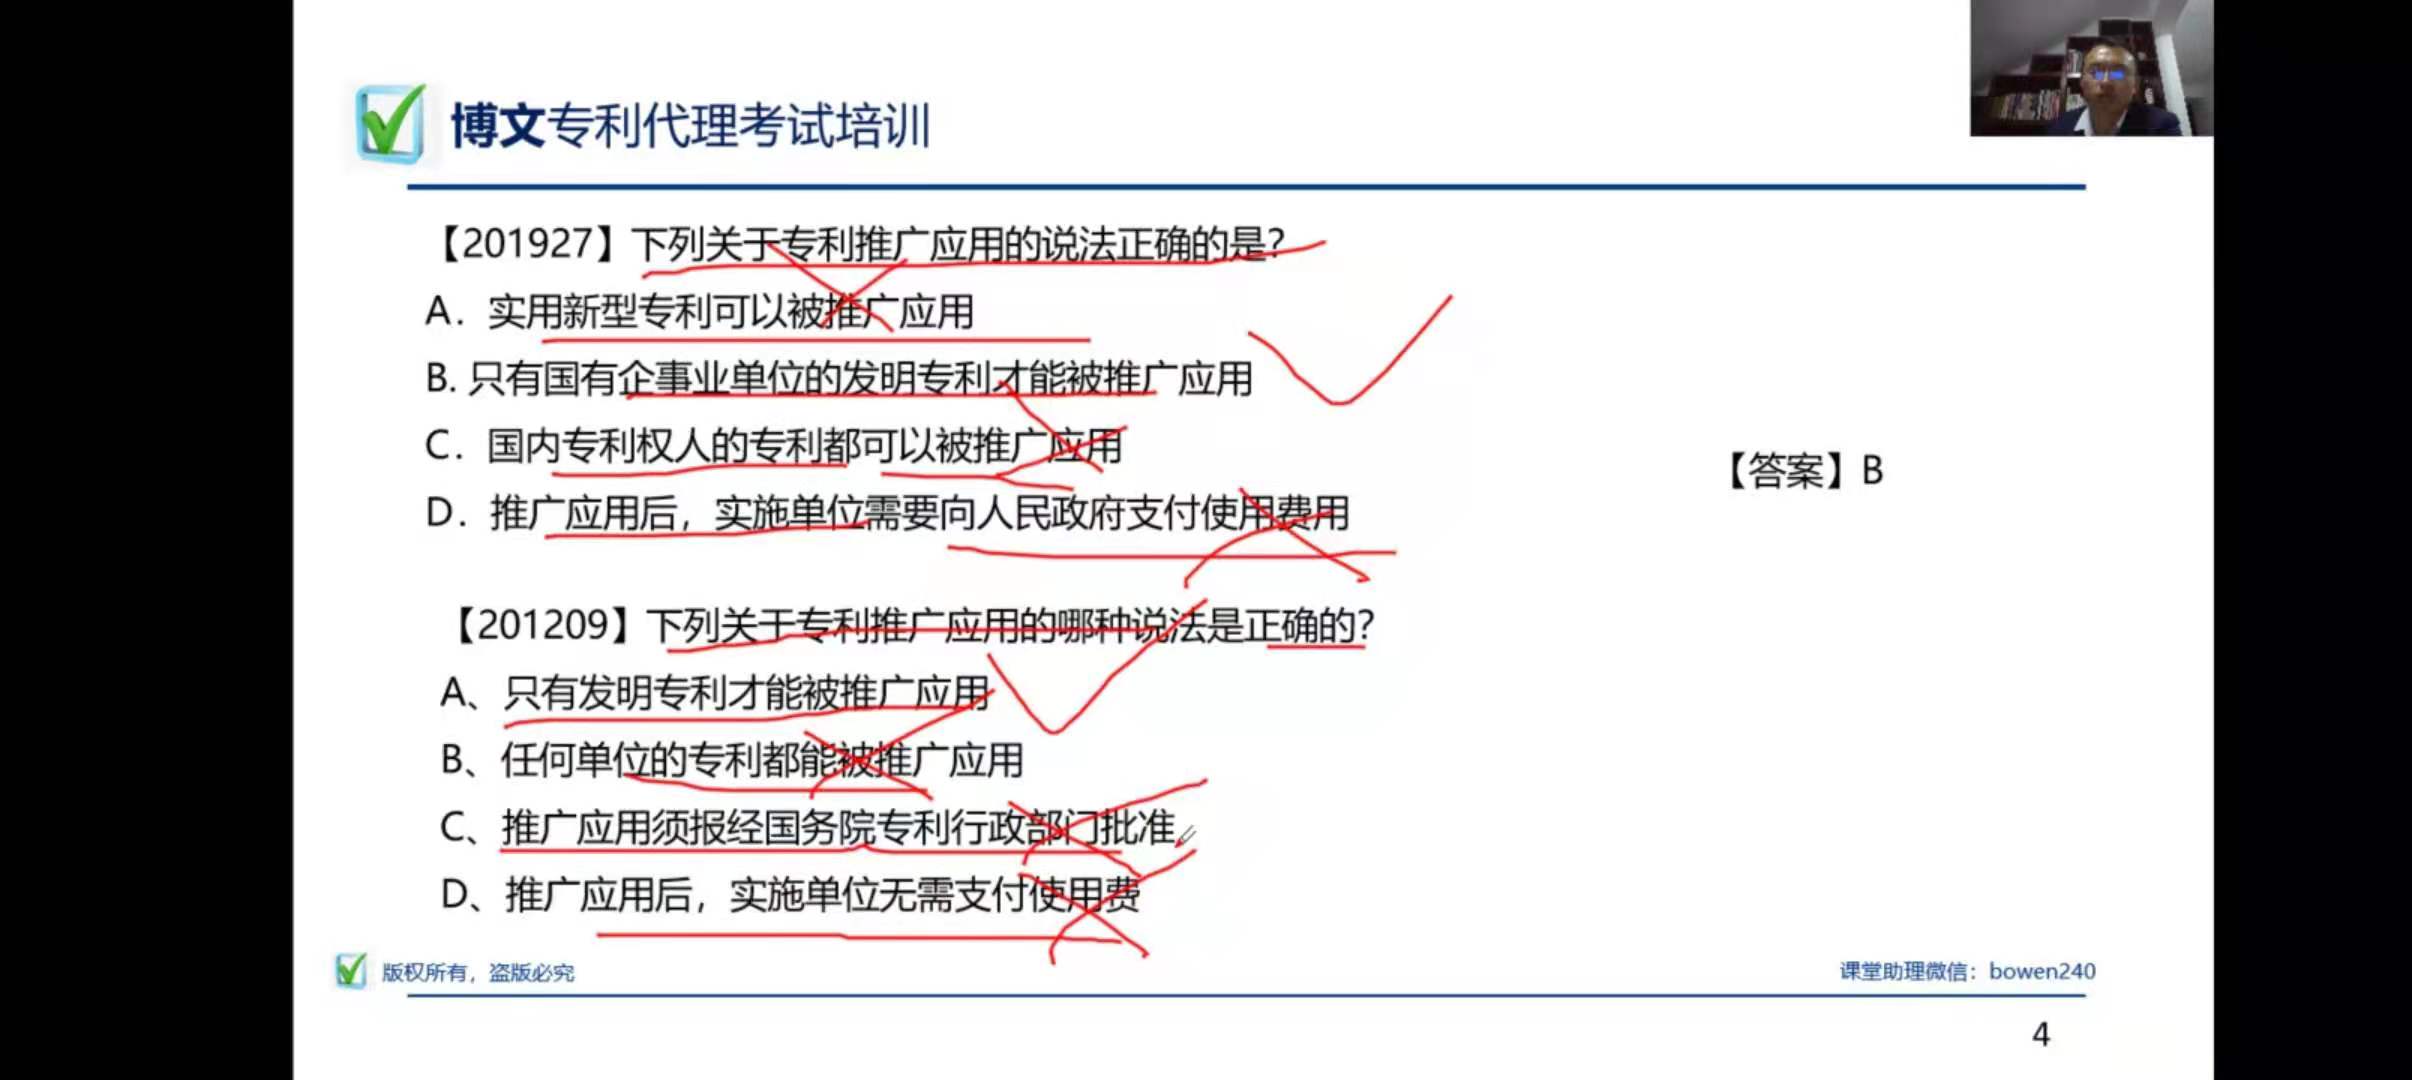 博文专利代理考试培训
【201927】下列关于专利推广应用的说法正确的是?
A. 实用新型专利可以被推广应用
B. 只有国有企事业单位的发明专利才能被推广应用
C. 国内专利权人的专利都可以被推广应用
D. 推广应用后，实施单位需要向人民政府支付使用费用
【答案】B
【201209】下列关于专利推广应用的哪种说法是正确的?
A、只有发明专利才能被推广应用
B、任何单位的专利都能被推广应用
C、推广应用须报经国务院专利行政部门批准
D、推广应用后，实施单位无需支付使用费
版权所有，盗版必究
课堂助理微信：bowen240
4